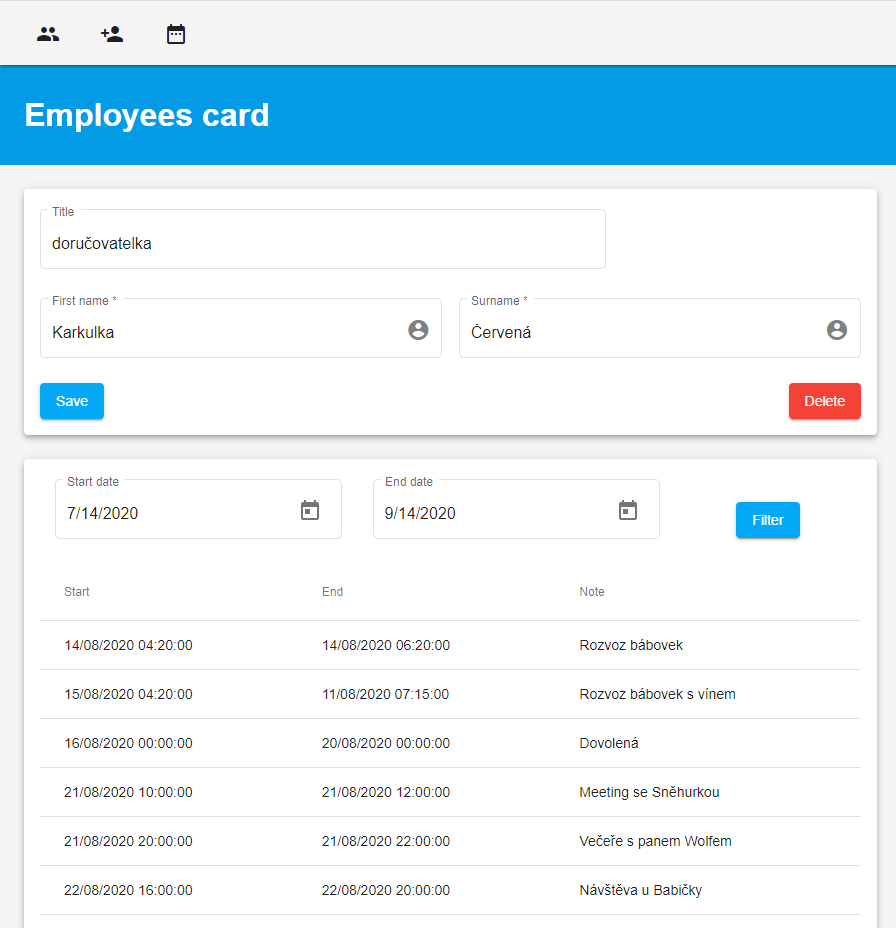 Employees card
Title
doručovatelka
First name * Surname *
Karkulka Červená
Save Delete
Start date End date
7/14/2020 9/14/2020 Filter
Start End Note
14/08/2020 04:20:00 14/08/2020 06:20:00 Rozvoz bábovek
15/08/2020 04:20:00 11/08/2020 07:15:00 Rozvoz bábovek s vínem
16/08/2020 00:00:00 20/08/2020 00:00:00 Dovolená
21/08/2020 10:00:00 21/08/2020 12:00:00 Meeting se Sněhurkou
21/08/2020 20:00:00 21/08/2020 22:00:00 Večeře s panem Wolfem
22/08/2020 16:00:00 22/08/2020 20:00:00 Návštěva u Babičky